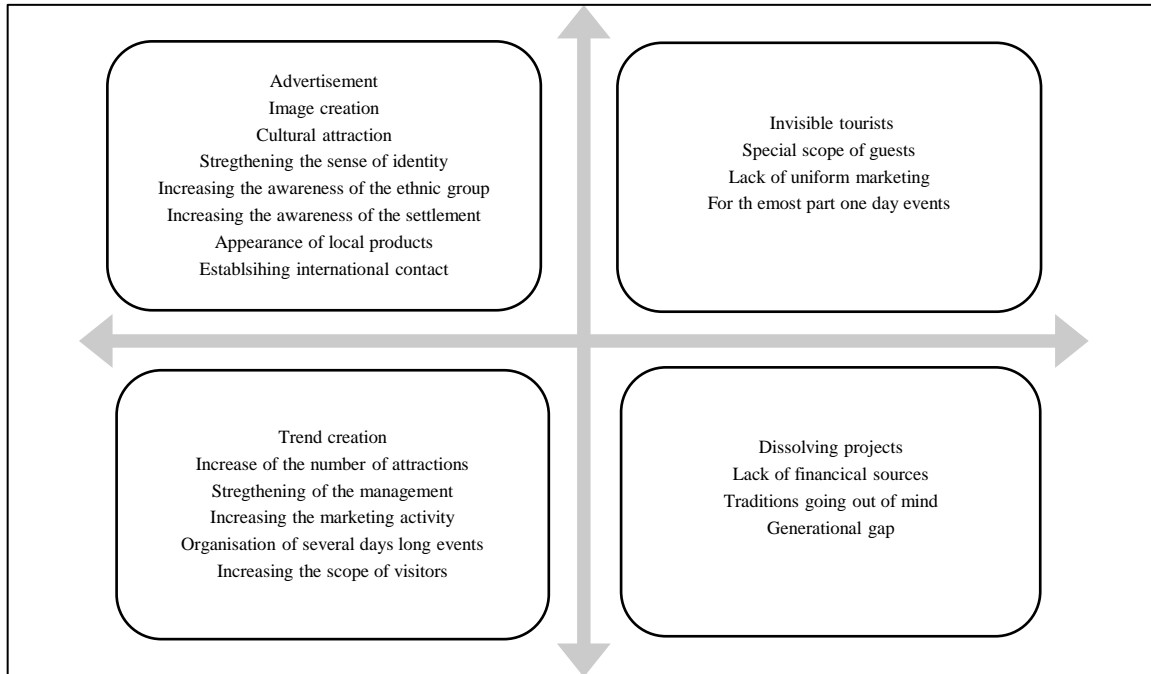 Advertisement
Image creation
Cultural attraction
Stregthening the sense of identity
Increasing the awareness of the ethnic group
Increasing the awareness of the settlement
Appearance of local products
Establsihing international contact
Invisible tourists
Special scope of guests
Lack of uniform marketing
For th emost part one day events
Trend creation
Increase of the number of attractions
Stregthening of the management
Increasing the marketing activity
Organisation of several days long events
Increasing the scope of visitors
Dissolving projects
Lack of financical sources
Traditions going out of mind
Generational gap